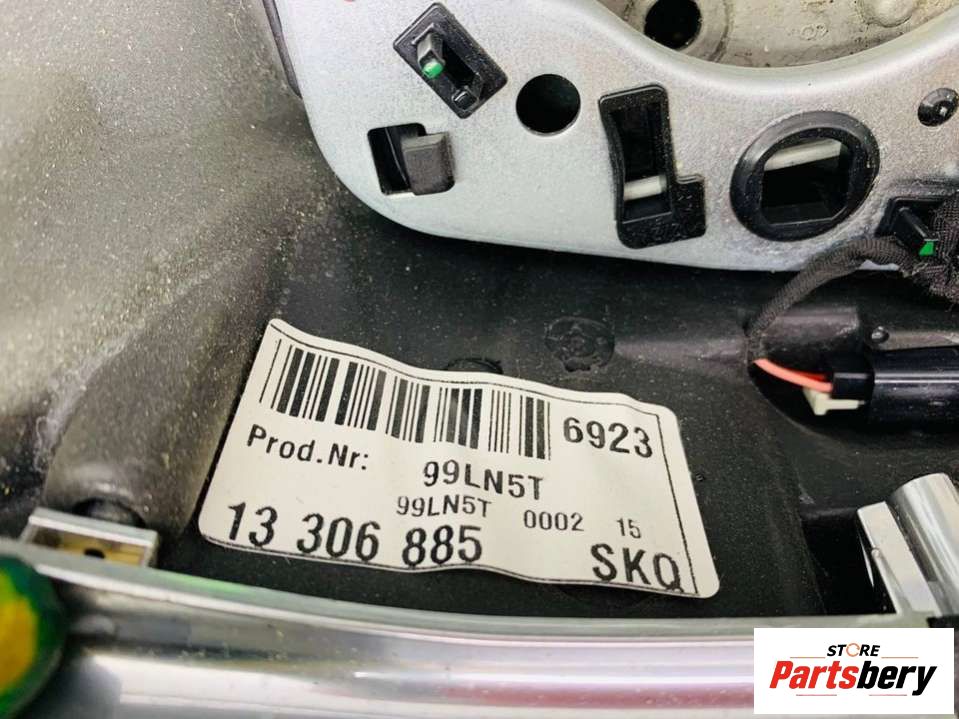 6923
Prod.Nr: 99LN5T
99LN5T 0002 15
13 306 885 SKQ
STORE
Partsbery